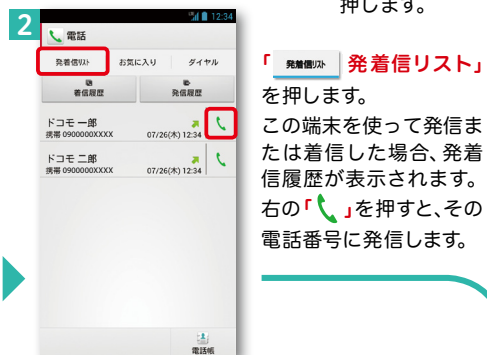 押します。
2
12:34
電話
発着信リスト お気に入り ダイヤル
着信履歴 発信履歴
ドコモ 一郎
携帯 0900000XXXX 07/26(木) 12:34
ドコモ 二郎
携帯 0900000XXXX 07/26(木) 12:34
電話帳
「 発着信リスト 発着信リスト」
を押します。
この端末を使って発信ま
たは着信した場合、発着
信履歴が表示されます。
右の「 」を押すと、その
電話番号に発信します。